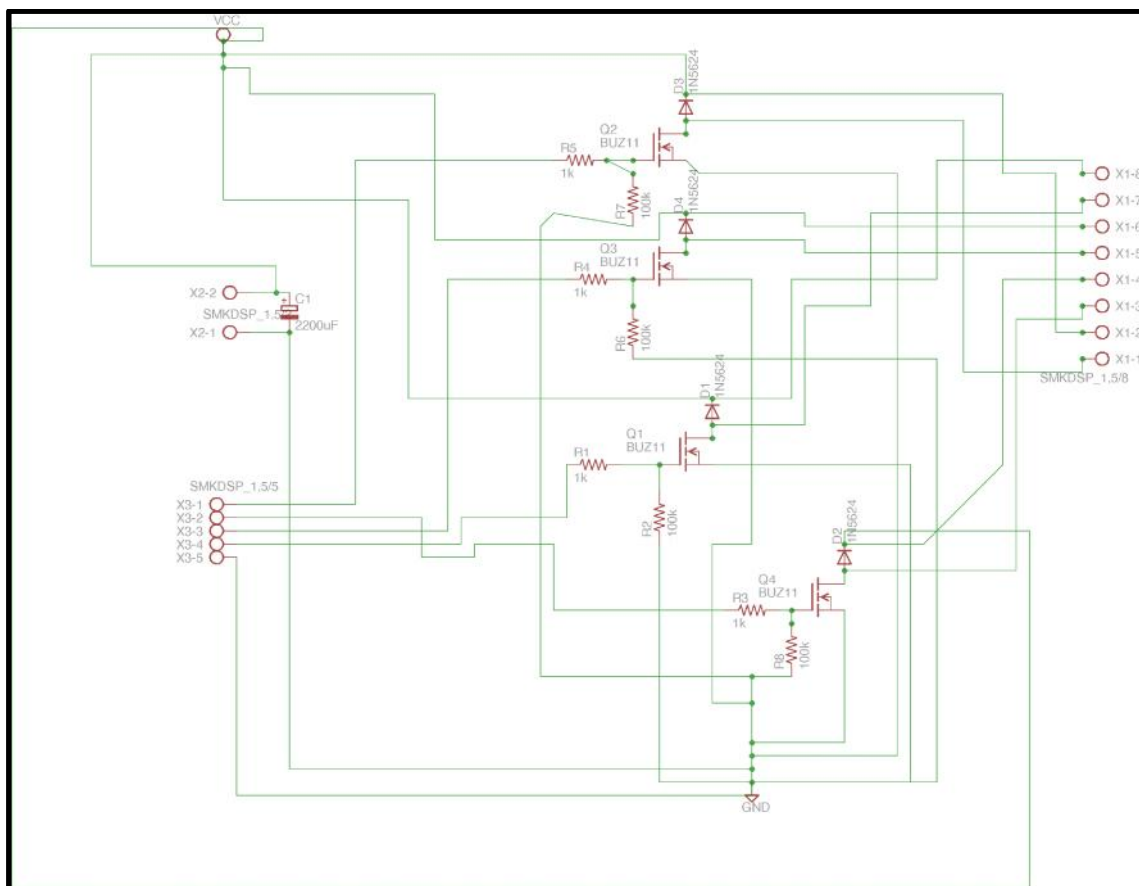 VCC
D3
1N5624
Q2
BUZ11
R5
1k
R7
100k
D4
1N5624
Q3
BUZ11
R4
1k
R6
100k
X1-8
X1-7
X1-6
X1-5
X1-4
X1-3
X1-2
X1-1
SMKDSP_1,5/8
X2-2
C1
+
SMKDSP_1,5/
2200uF
X2-1
D1
1N5624
Q1
BUZ11
R1
1k
R2
100k
SMKDSP_1,5/5
X3-1
X3-2
X3-3
X3-4
X3-5
D2
1N5624
Q4
BUZ11
R3
1k
R8
100k
GND